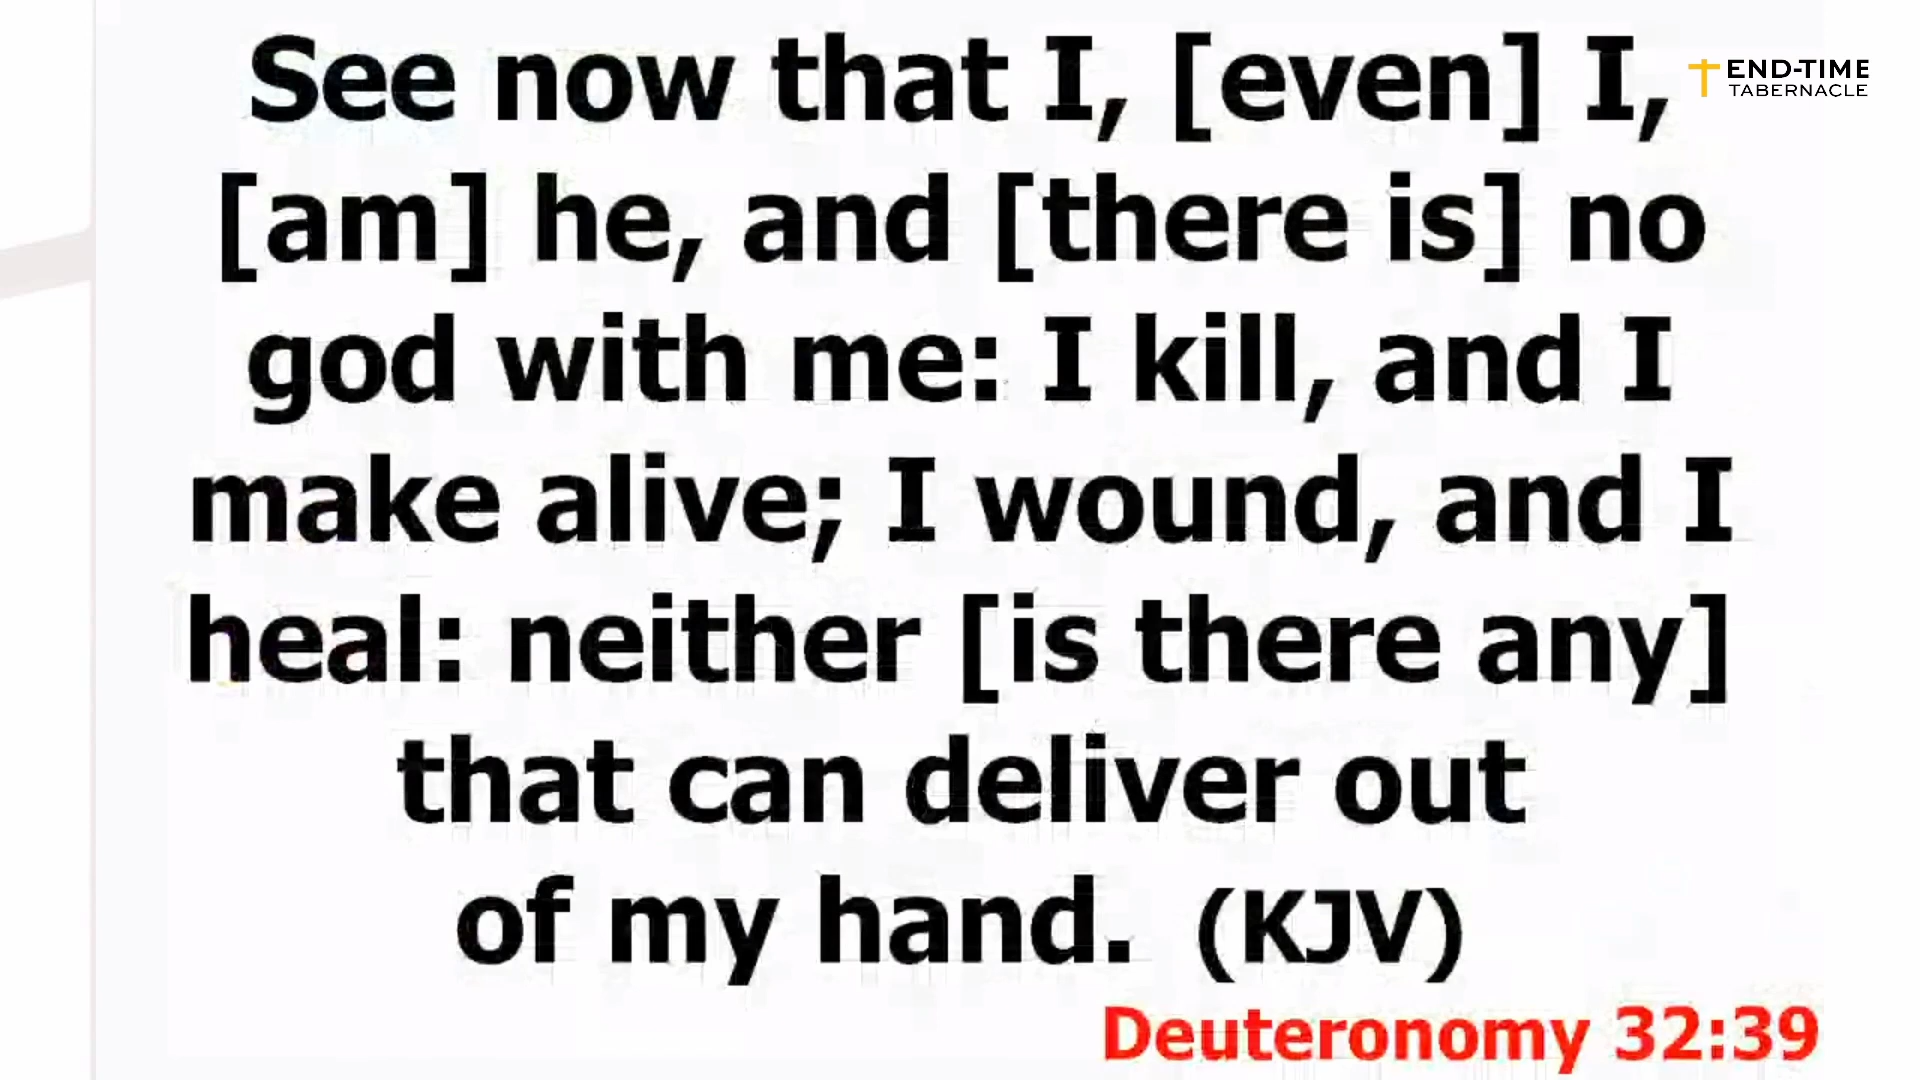 See now that I, [even] I,
[am] he, and [there is] no
god with me: I kill, and I
make alive; I wound, and I
heal: neither [is there any]
that can deliver out
of my hand. (KJV)
Deuteronomy 32:39
END-TIME
TABERNACLE